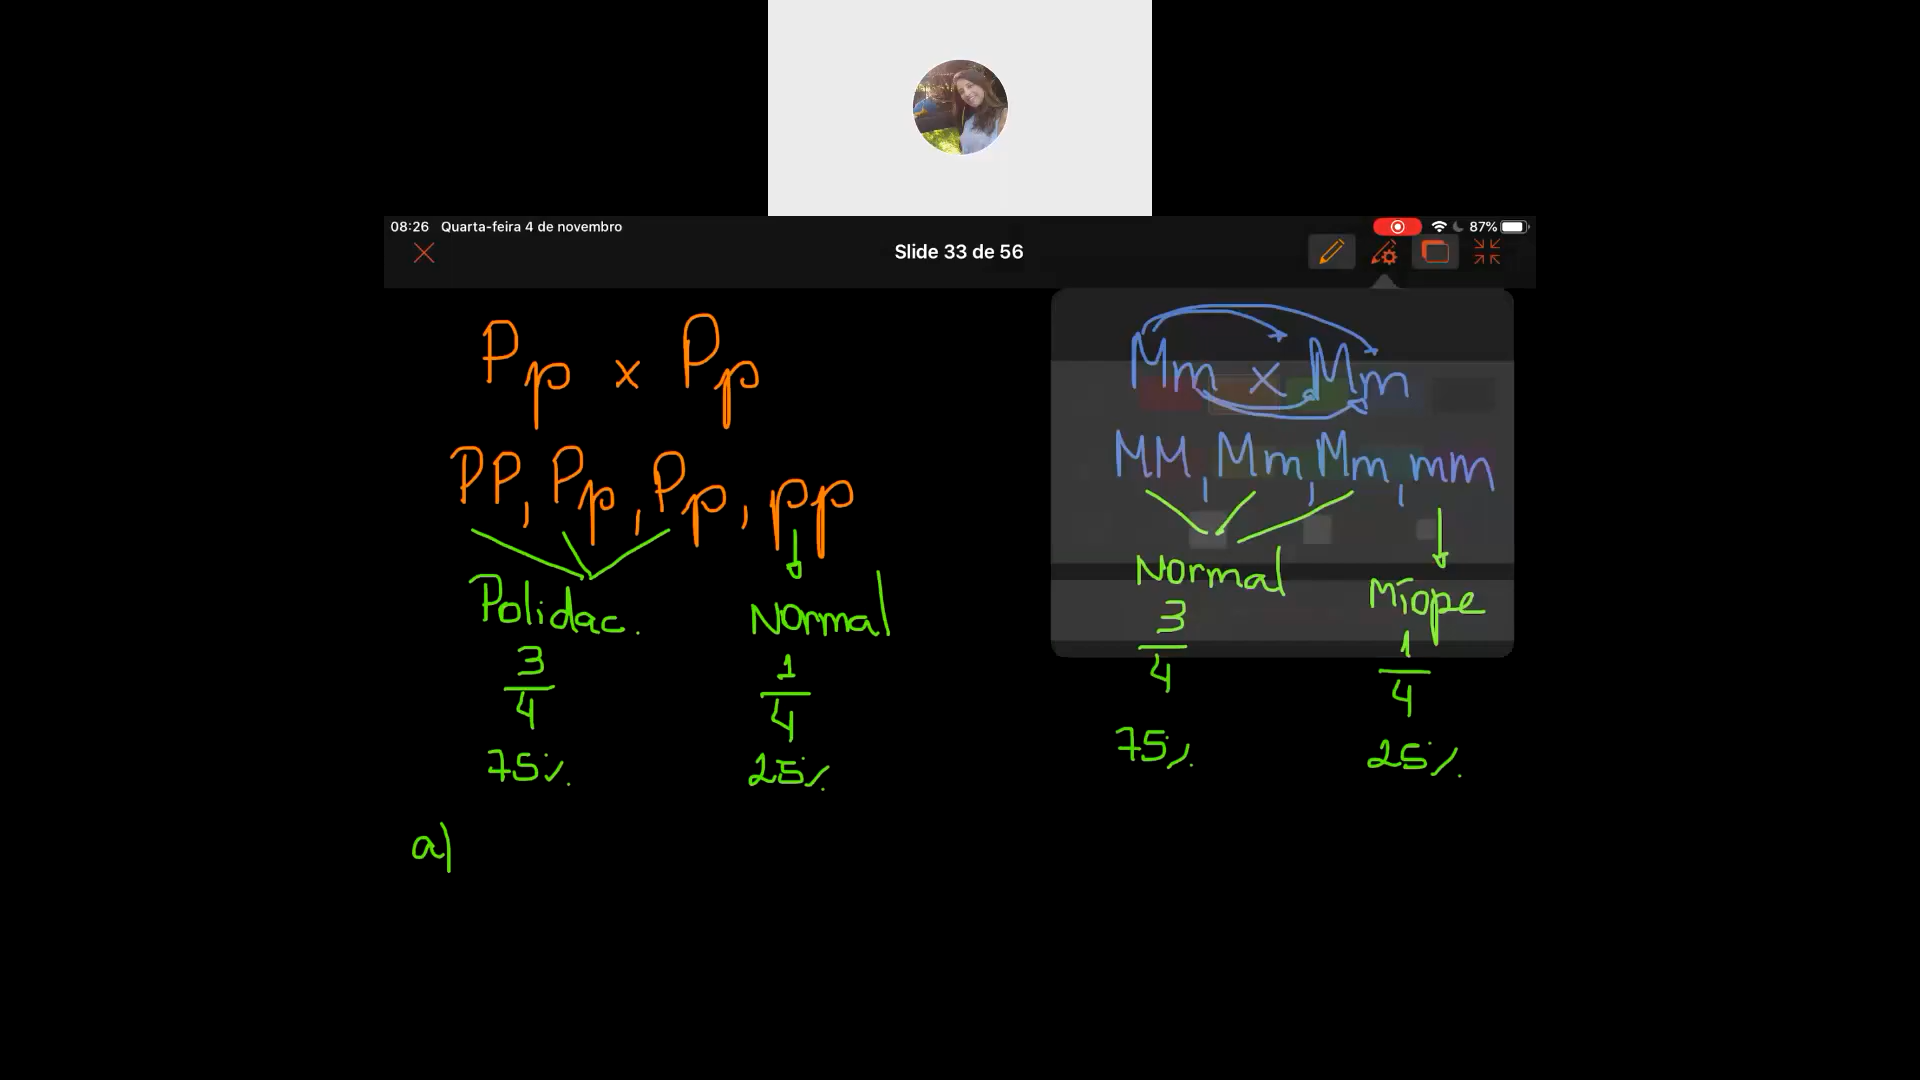 08:26 Quarta-feira 4 de novembro
87%
Slide 33 de 56
Pp x Pp
PP, Pp, Pp, pp
Polidac. Normal
3/4 1/4
75% 25%
a)
Mm x Mm
MM, Mm, Mm, mm
Normal Míope
3/4 1/4
75% 25%